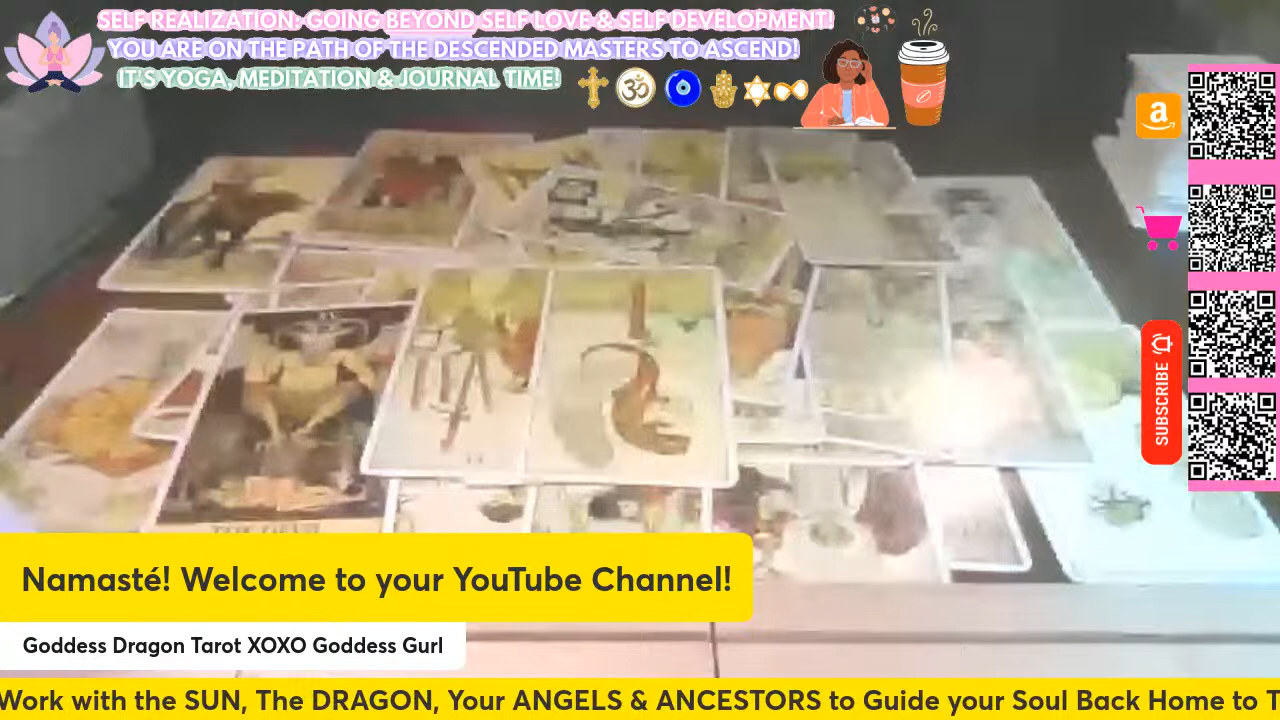 SELF REALIZATION: GOING BEYOND SELF LOVE & SELF DEVELOPMENT!
YOU ARE ON THE PATH OF THE DESCENDED MASTERS TO ASCEND!
IT'S YOGA, MEDITATION & JOURNAL TIME!
a
SUBSCRIBE
Namasté! Welcome to your YouTube Channel!
Goddess Dragon Tarot XOXO Goddess Gurl
Work with the SUN, The DRAGON, Your ANGELS & ANCESTORS to Guide your Soul Back Home to T